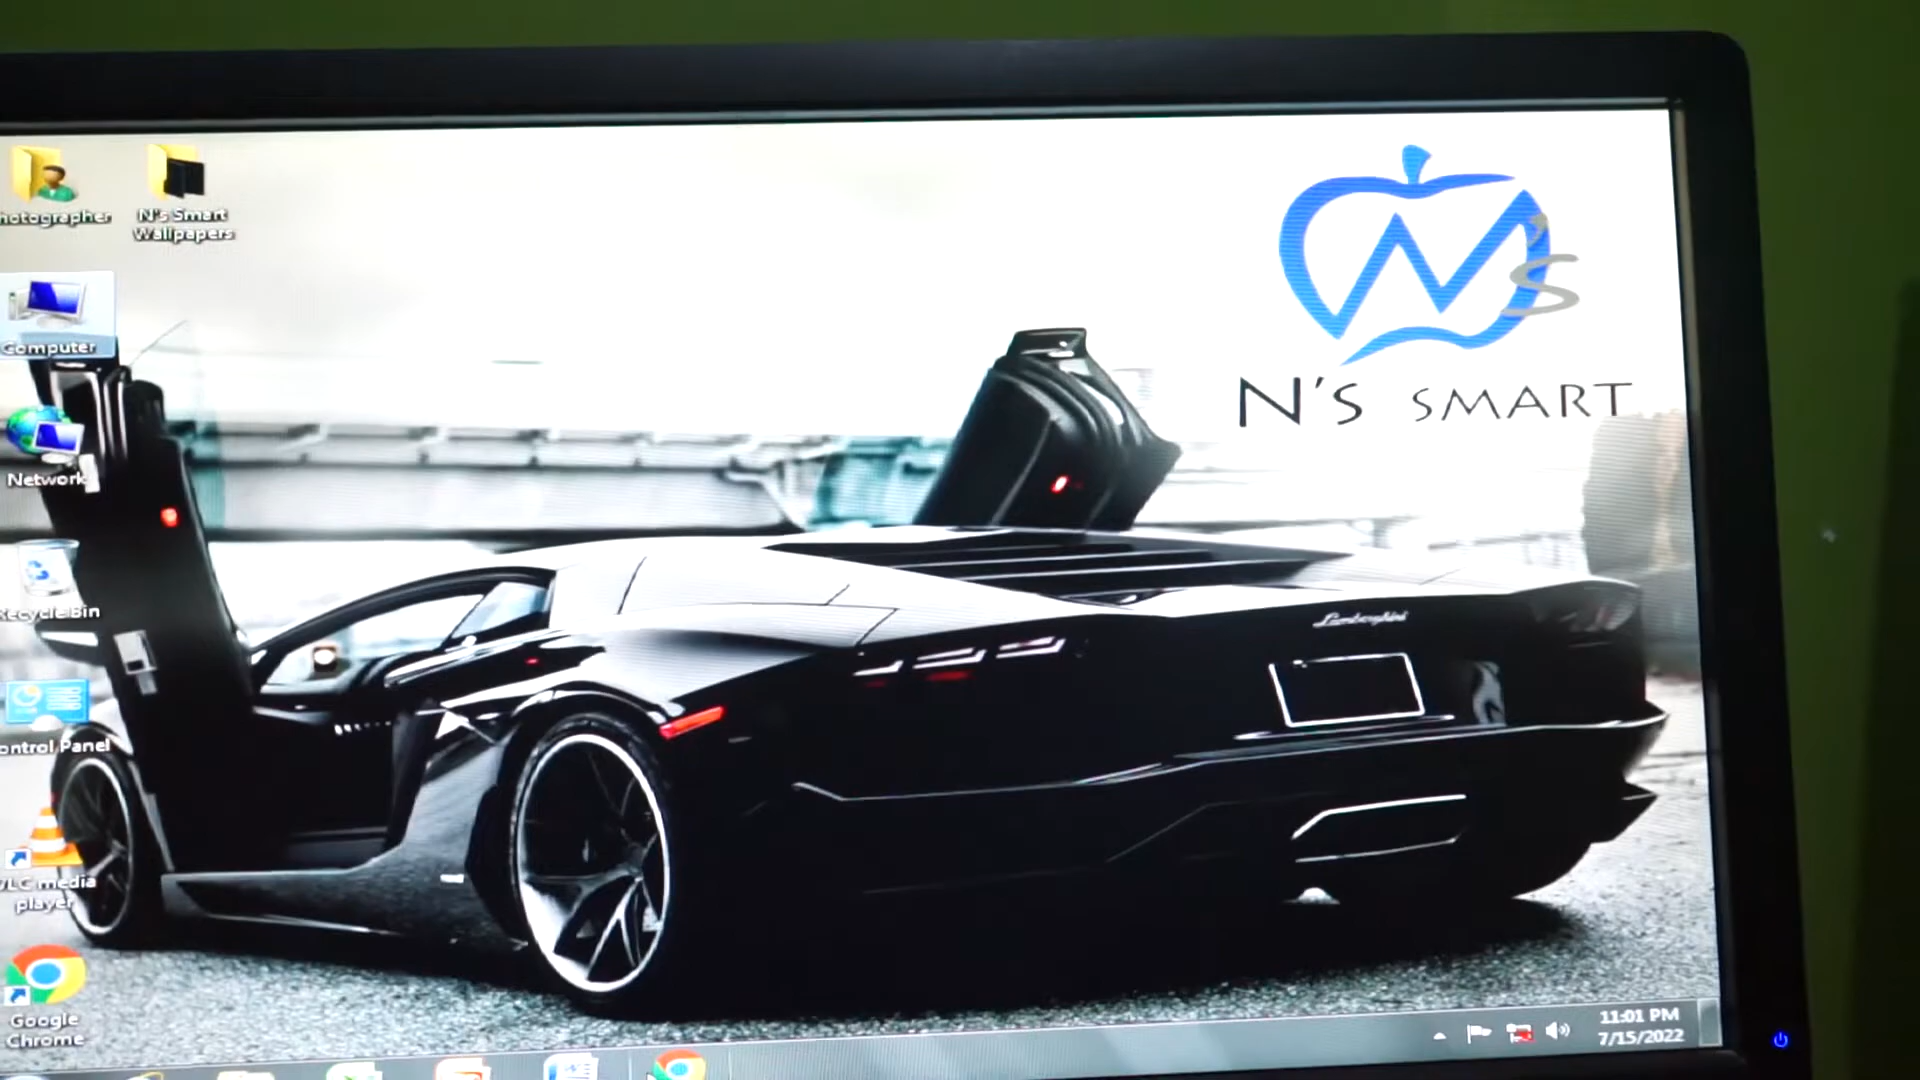 hotographer
N's Smart
Wallpapers
Computer
Network
Recycle Bin
ontrol Panel
VLC media
player
Google
Chrome
N's
N'S SMART
Lamborghini
11:01 PM
7/15/2022